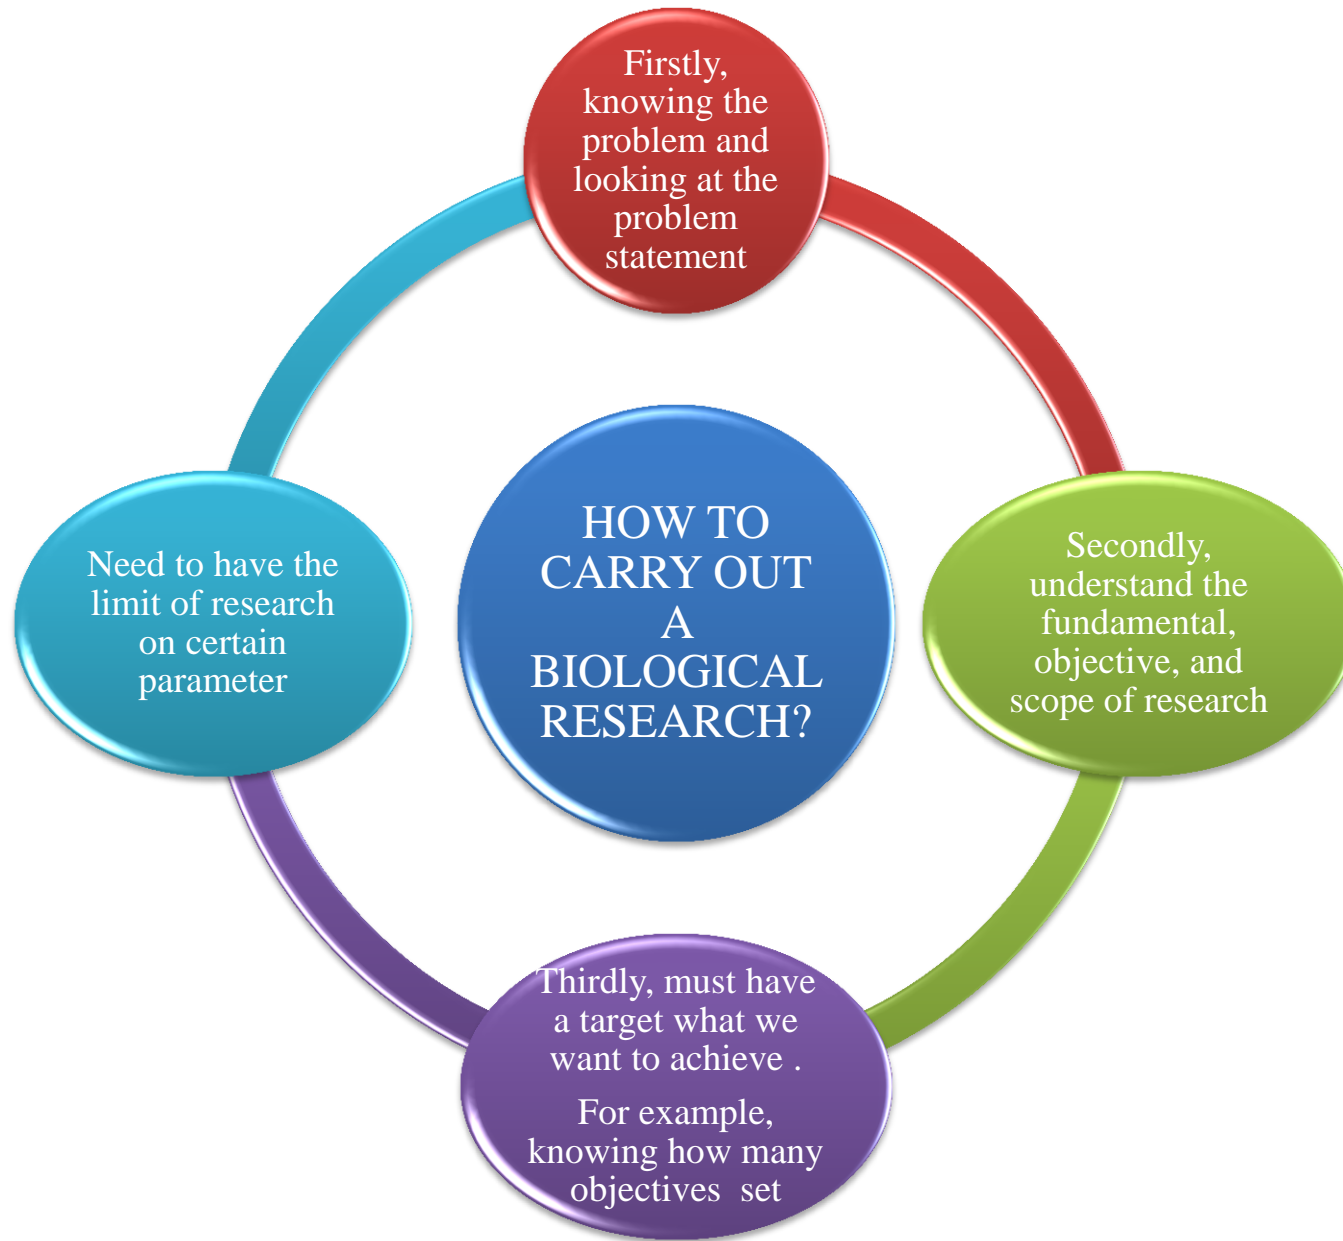 Firstly,
knowing the
problem and
looking at the
problem
statement
HOW TO
CARRY OUT
A
BIOLOGICAL
RESEARCH?
Secondly,
understand the
fundamental,
objective, and
scope of research
Thirdly, must have
a target what we
want to achieve .
For example,
knowing how many
objectives  set
Need to have the
limit of research
on certain
parameter